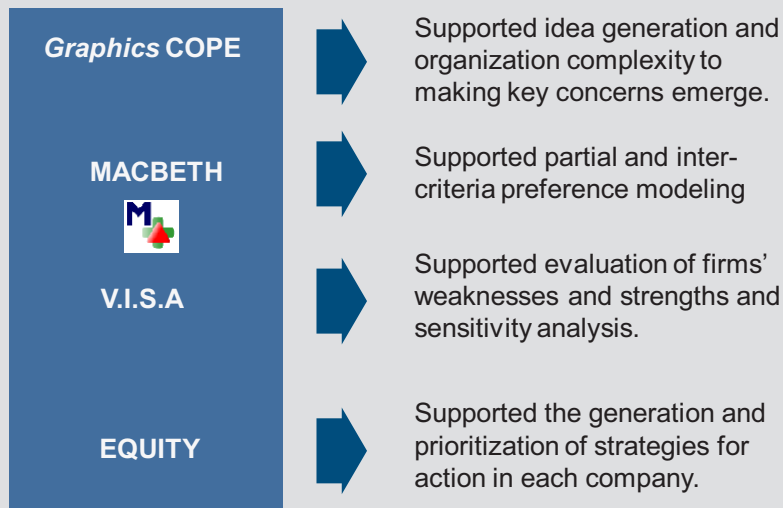 Graphics COPE
Supported idea generation and
organization complexity to
making key concerns emerge.
MACBETH
M
Supported partial and inter-
criteria preference modeling
V.I.S.A
Supported evaluation of firms’
weaknesses and strengths and
sensitivity analysis.
EQUITY
Supported the generation and
prioritization of strategies for
action in each company.